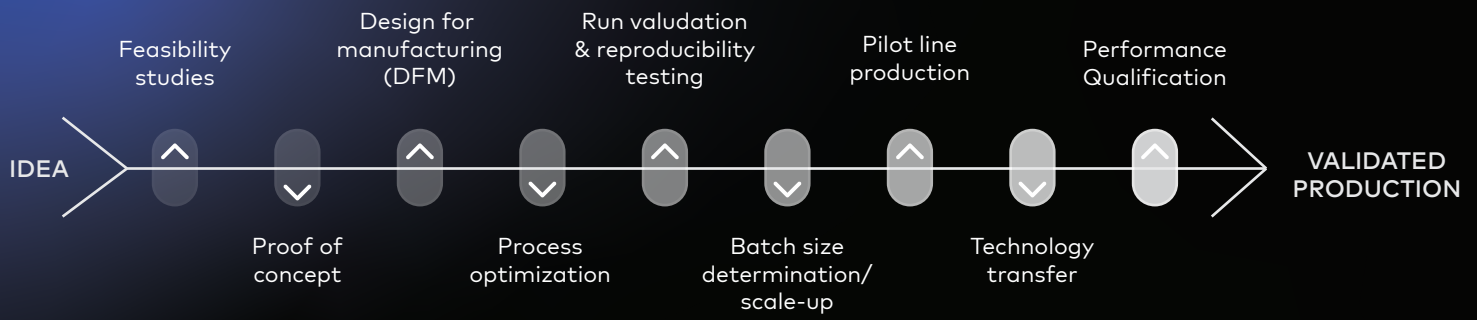 IDEA
Feasibility
studies
Proof of
concept
Design for
manufacturing
(DFM)
Process
optimization
Run valudation
& reproducibility
testing
Batch size
determination/
scale-up
Pilot line
production
Technology
transfer
Performance
Qualification
VALIDATED
PRODUCTION